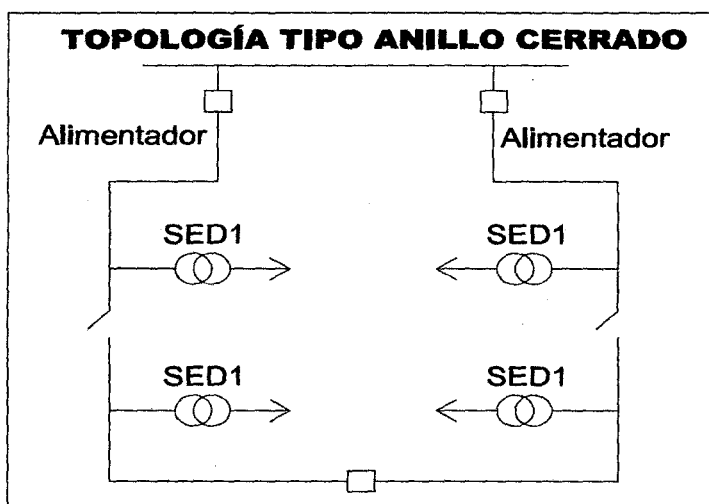 TOPOLOGÍA TIPO ANILLO CERRADO
Alimentador
Alimentador
SED1
SED1
SED1
SED1